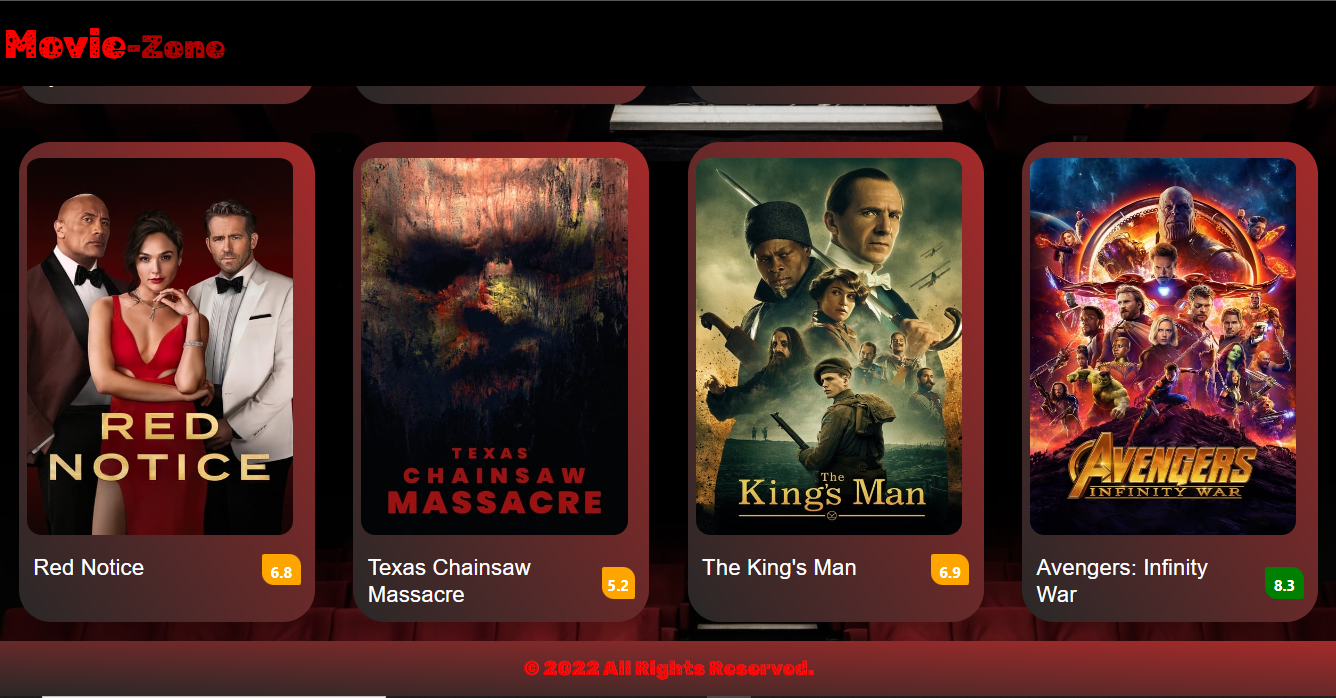 Movie-Zone
RED
NOTICE
TEXAS
CHAINSAW
MASSACRE
The
King's Man
AVENGERS
INFINITY WAR
Red Notice
6.8
Texas Chainsaw
Massacre
5.2
The King's Man
6.9
Avengers: Infinity
War
8.3
© 2022 All Rights Reserved.